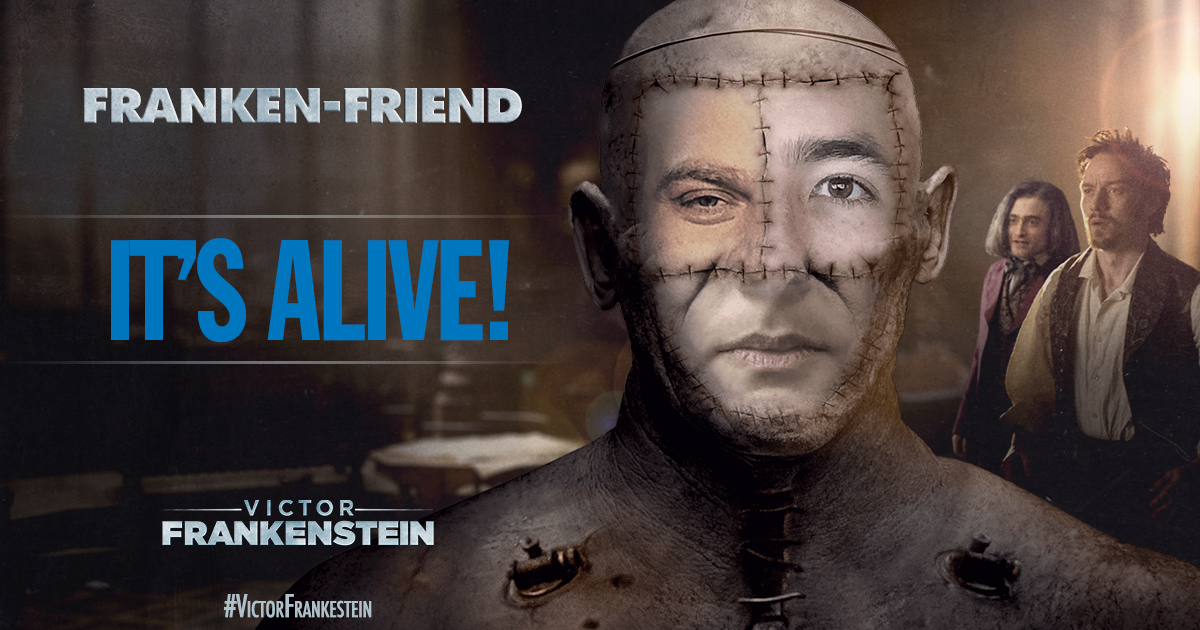 FRANKEN-FRIEND
IT'S ALIVE!
VICTOR
FRANKENSTEIN
#VICTORFRANKESTEIN